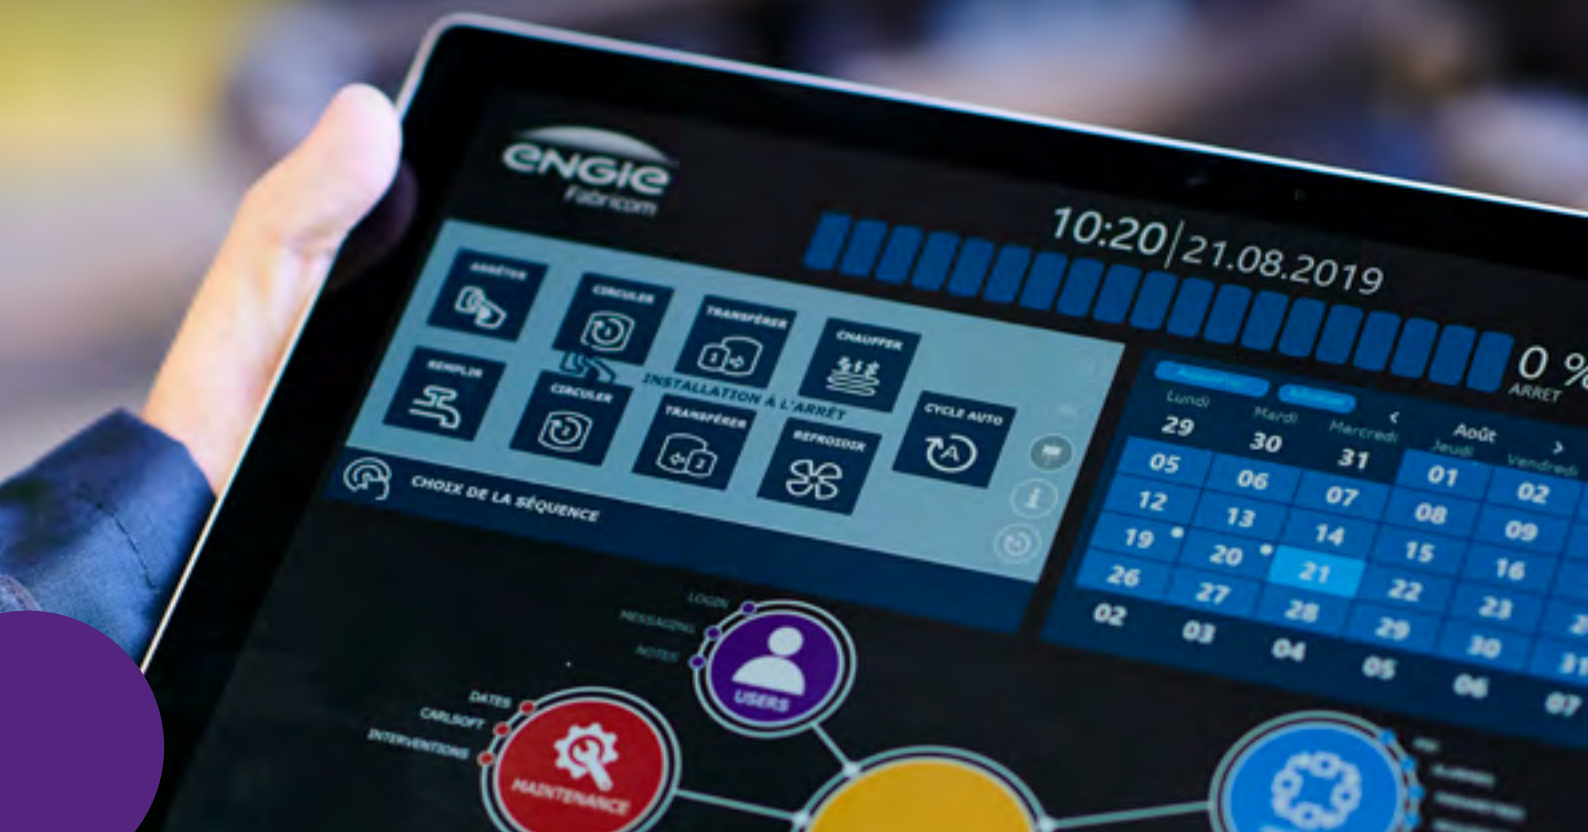 ENGIE
Fabricom
10:20 | 21.08.2019
0 %
ARRET
ARRÊTER
CIRCULER
TRANSFÉRER
CHAUFFER
INSTALLATION À L'ARRÊT
REMPLIR
CIRCULER
TRANSFÉRER
REFROIDIR
CYCLE AUTO
CHOIX DE LA SÉQUENCE
< Août >
Lundi Mardi Mercredi Jeudi Vendredi
29 30 31 01 02
05 06 07 08 09
12 13 14 15 16
19 20 21 22 23
26 27 28 29 30 31
02 03 04 05 06 07
LOGIN
MESSAGING
NOTES
USERS
DATES
CARLSOFT
INTERVENTIONS
MAINTENANCE